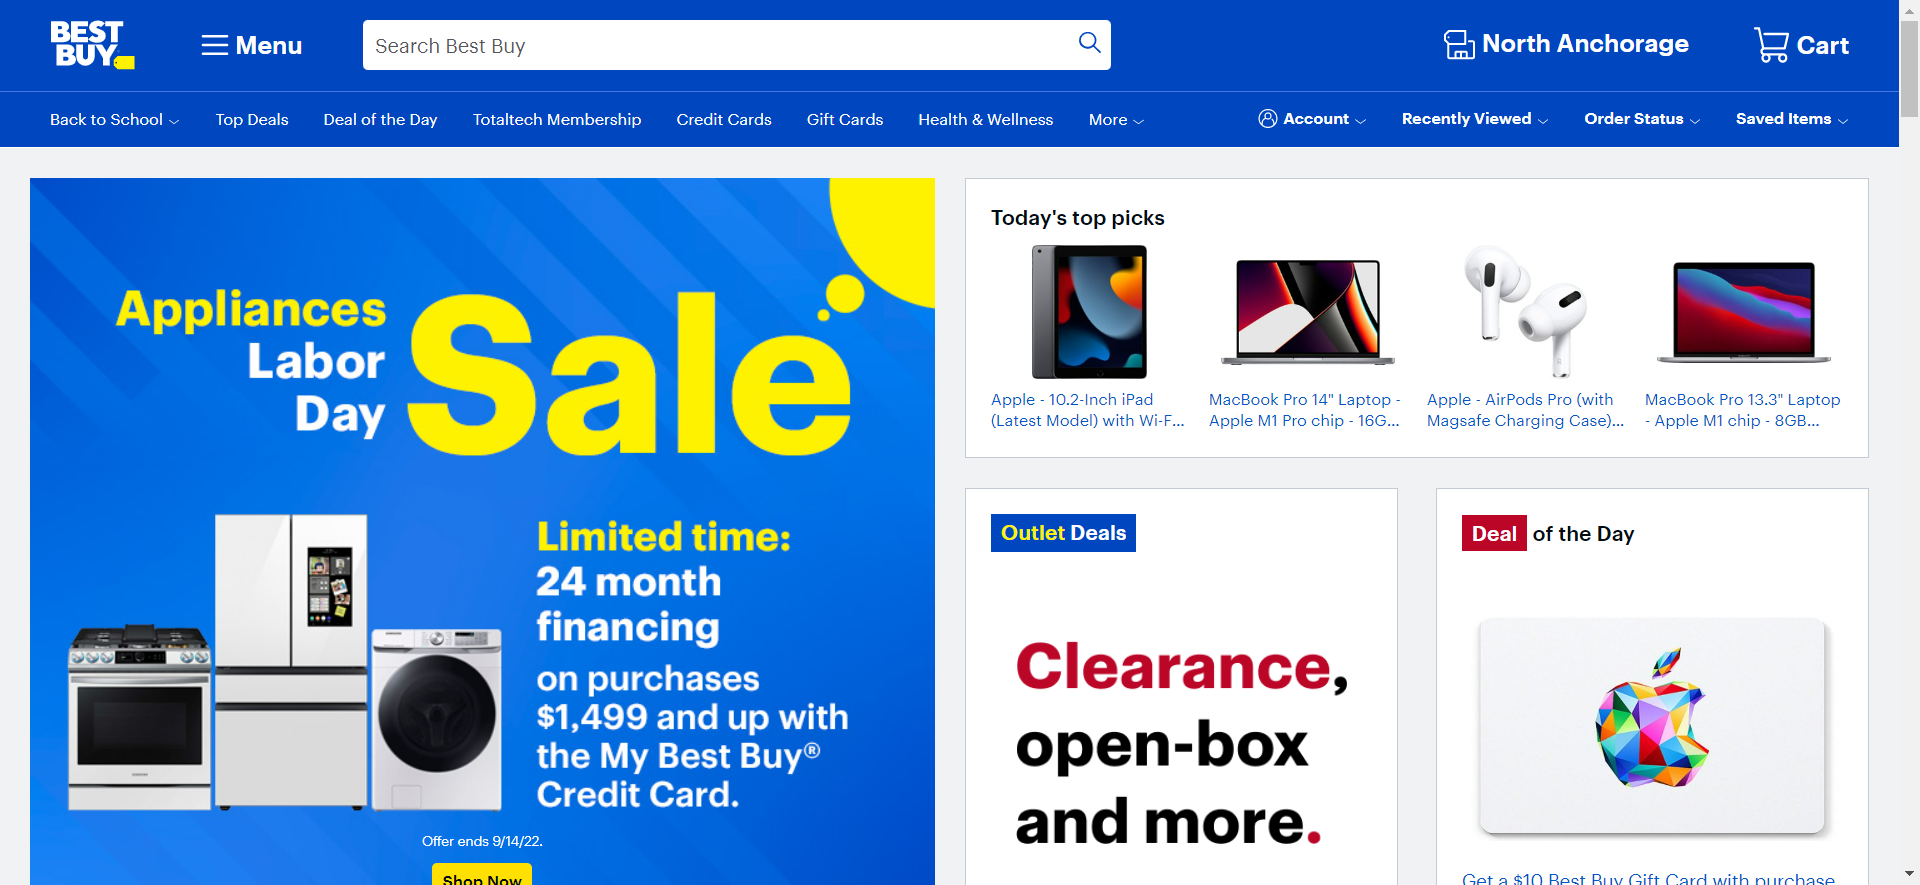 BEST
BUY
Menu
Search Best Buy
North Anchorage
Cart
Back to School
Top Deals
Deal of the Day
Totaltech Membership
Credit Cards
Gift Cards
Health & Wellness
More
Account
Recently Viewed
Order Status
Saved Items
Appliances
Labor
Day
Sale
Limited time:
24 month
financing
on purchases
$1,499 and up with
the My Best Buy®
Credit Card.
Offer ends 9/14/22.
Shop Now
Today's top picks
Apple - 10.2-Inch iPad
(Latest Model) with Wi-F...
MacBook Pro 14" Laptop -
Apple M1 Pro chip - 16G...
Apple - AirPods Pro (with
Magsafe Charging Case)...
MacBook Pro 13.3" Laptop
- Apple M1 chip - 8GB...
Outlet Deals
Clearance,
open-box
and more.
Deal of the Day
Get a $10 Best Buy Gift Card with purchase